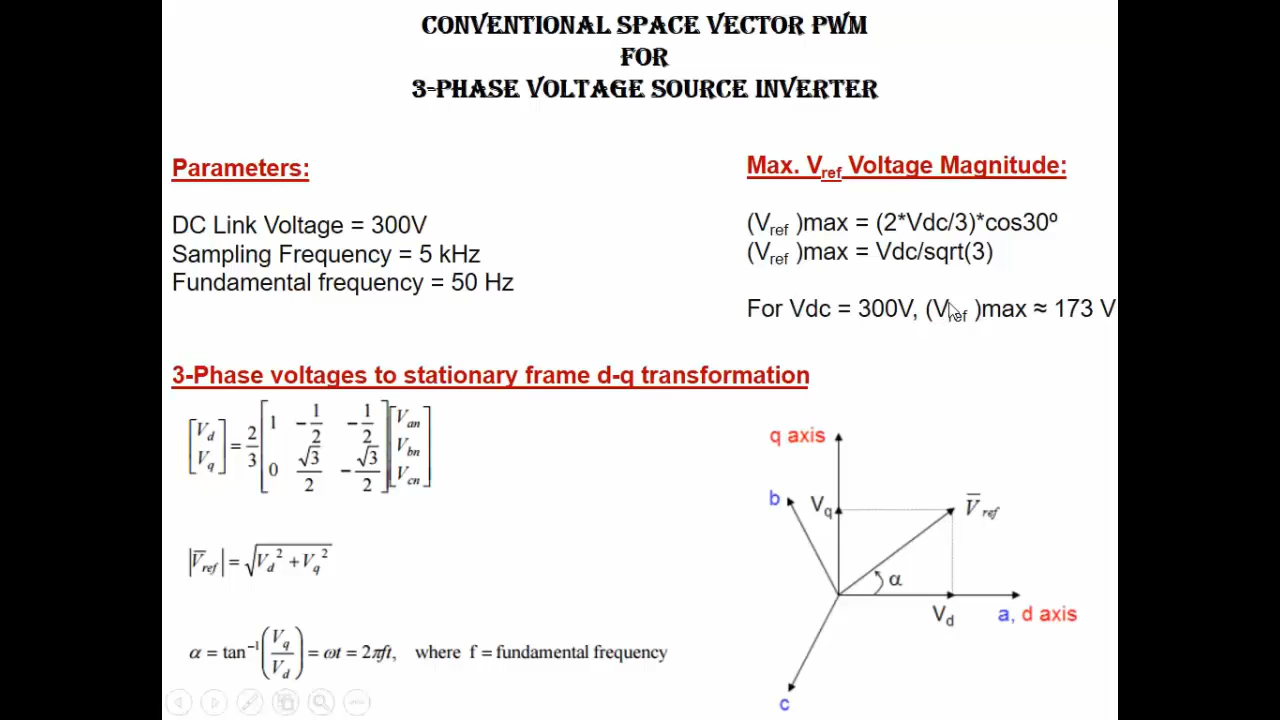 CONVENTIONAL SPACE VECTOR PWM
FOR
3-PHASE VOLTAGE SOURCE INVERTER
Parameters:
DC Link Voltage = 300V
Sampling Frequency = 5 kHz
Fundamental frequency = 50 Hz
Max. Vref Voltage Magnitude:
(Vref )max = (2*Vdc/3)*cos30º
(Vref )max = Vdc/sqrt(3)
For Vdc = 300V, (Vref )max ≈ 173 V
3-Phase voltages to stationary frame d-q transformation
[Vd; Vq] = 2/3 [1 -1/2 -1/2; 0 √3/2 -√3/2] [Van; Vbn; Vcn]
|V̅ref| = √(Vd² + Vq²)
α = tan⁻¹(Vq/Vd) = ωt = 2πft, where f = fundamental frequency
q axis
b
Vq
V̅ref
α
Vd
a, d axis
c